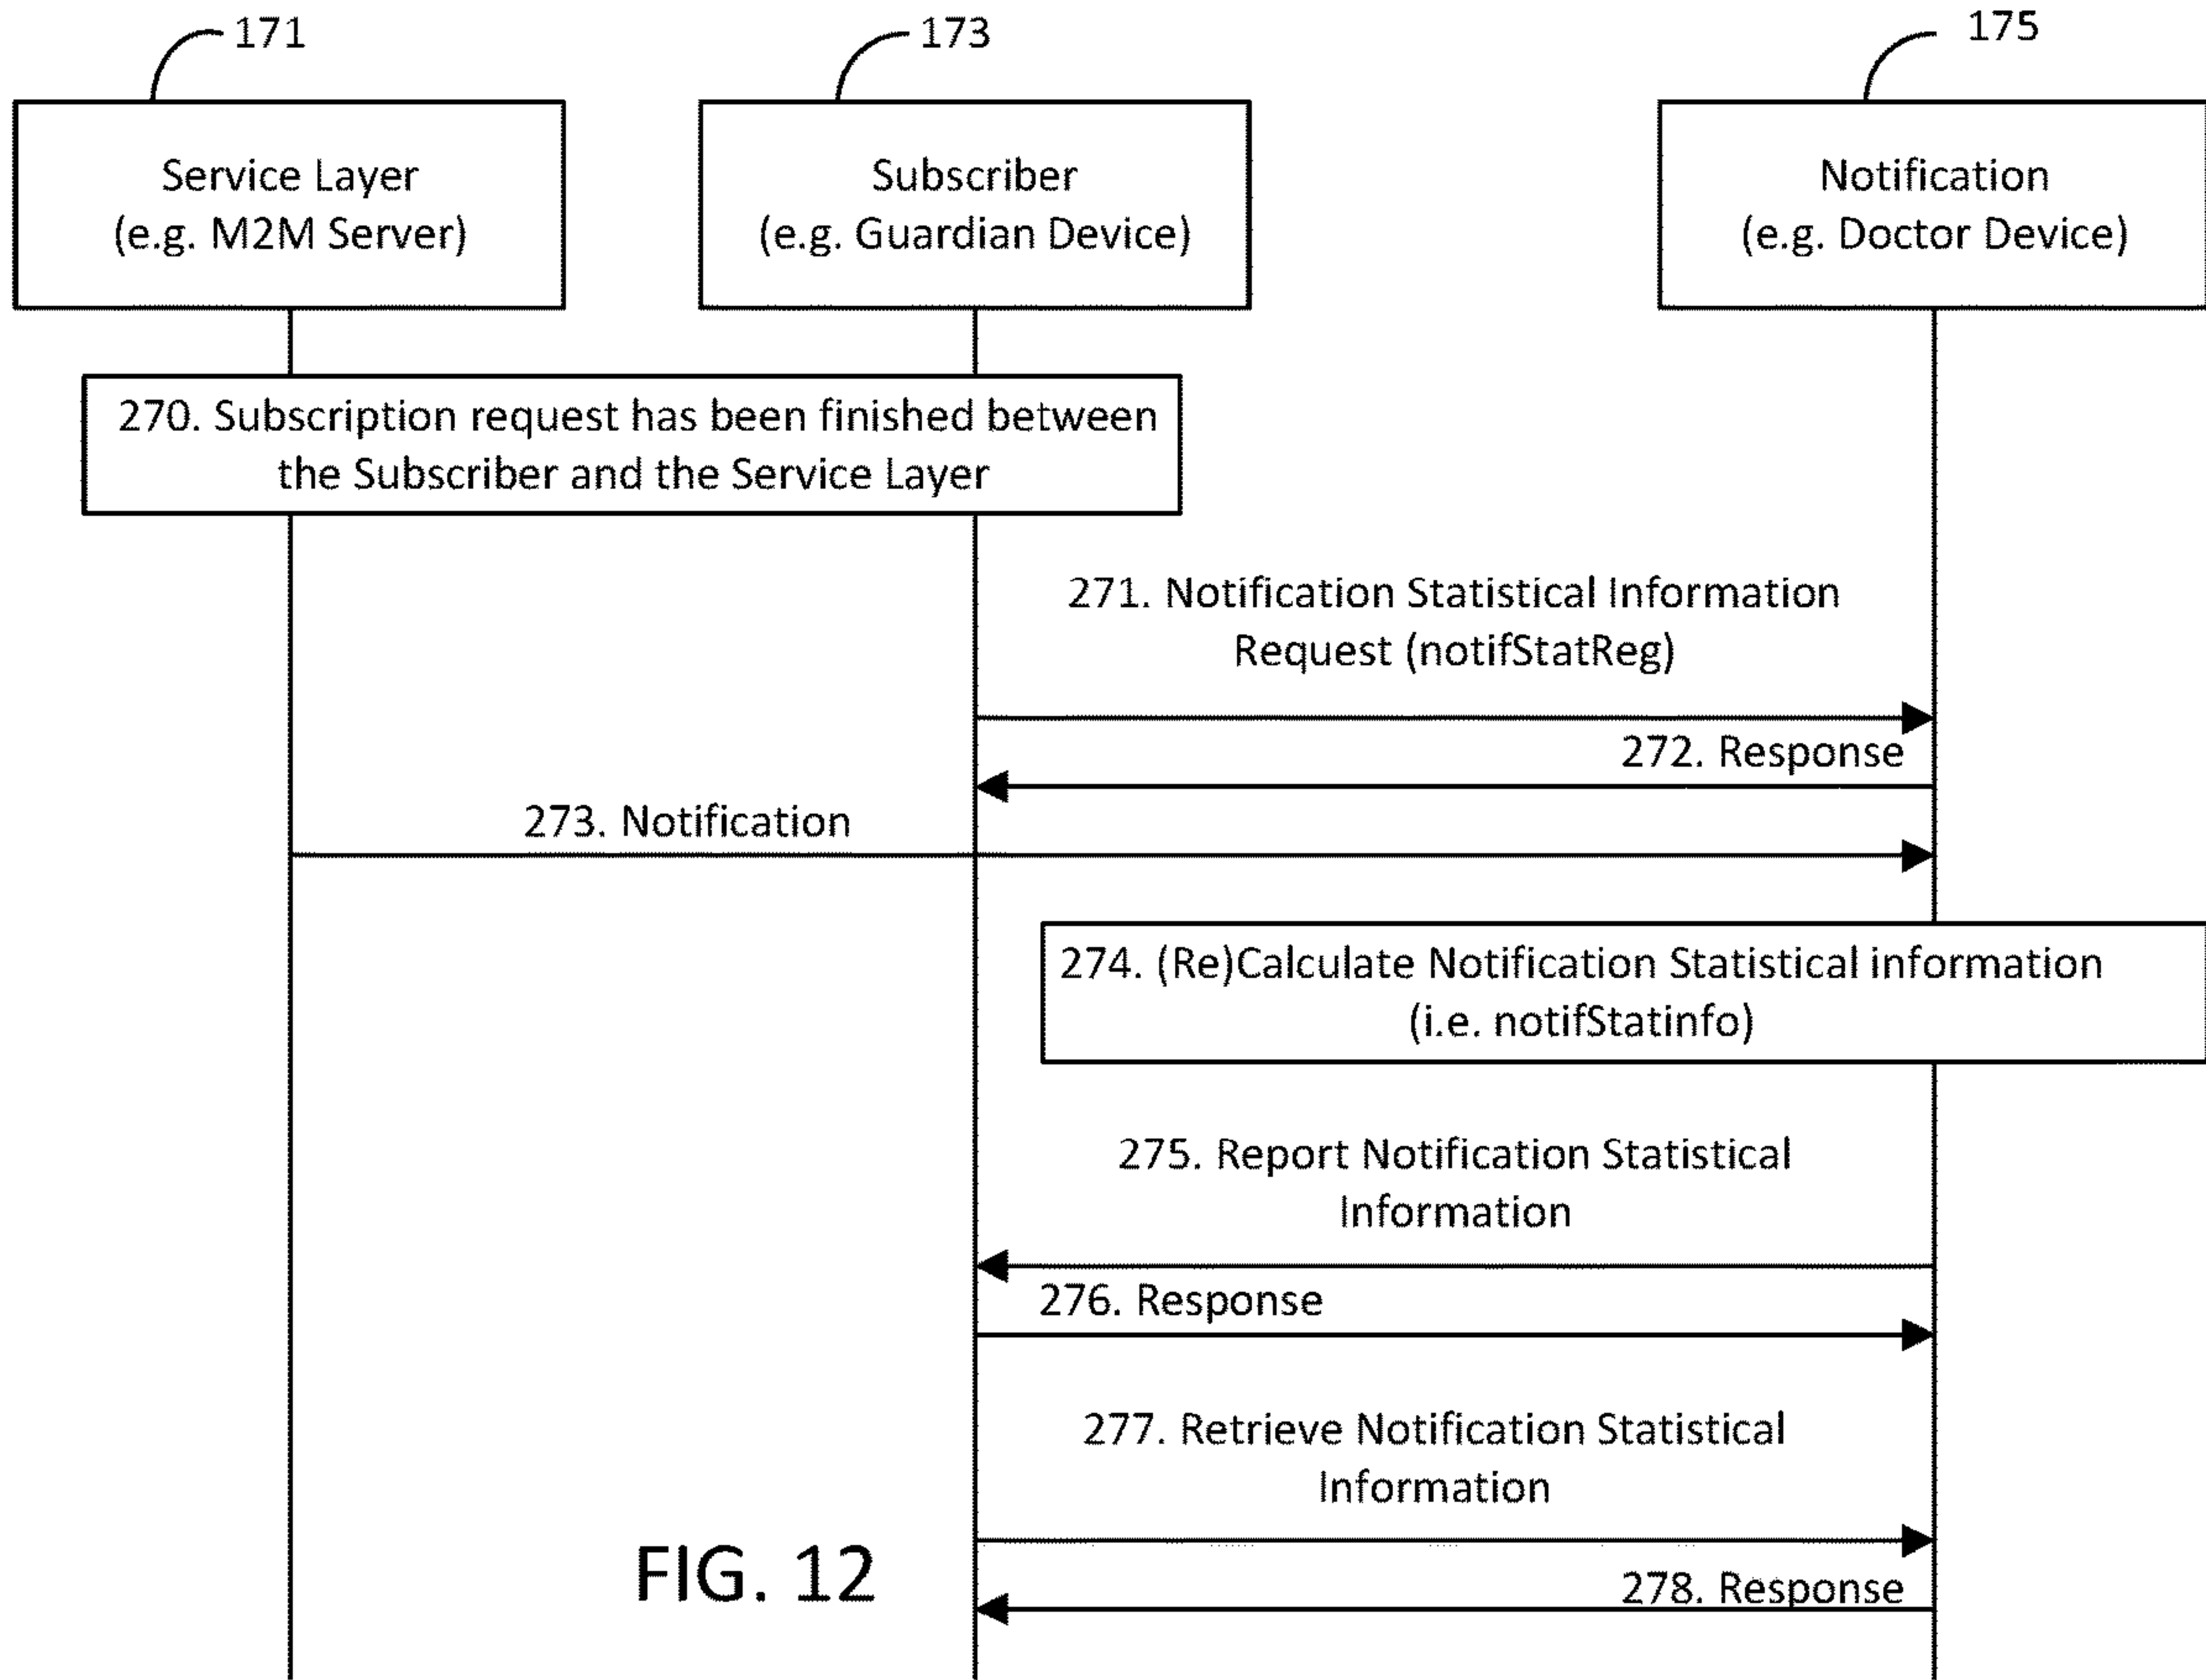 171
173
175
Service Layer
(e.g. M2M Server)
Subscriber
(e.g. Guardian Device)
Notification
(e.g. Doctor Device)
270. Subscription request has been finished between
the Subscriber and the Service Layer
271. Notification Statistical Information
Request (notifStatReg)
272. Response
273. Notification
274. (Re)Calculate Notification Statistical information
(i.e. notifStatinfo)
275. Report Notification Statistical
Information
276. Response
277. Retrieve Notification Statistical
Information
278. Response
FIG. 12